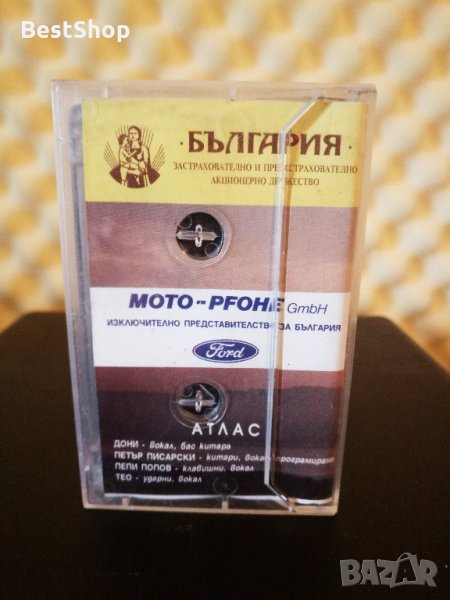 BestShop
·БЪЛГАРИЯ·
ЗАСТРАХОВАТЕЛНО И ПРЕЗАСТРАХОВАТЕЛНО
АКЦИОНЕРНО ДРУЖЕСТВО
MOTO-PFOHE GmbH
ИЗКЛЮЧИТЕЛНО ПРЕДСТАВИТЕЛСТВО ЗА БЪЛГАРИЯ
Ford
АТЛАС
ДОНИ - вокал, бас китара
ПЕТЪР ПИСАРСКИ - китари, вокал, програмиране
ПЕПИ ПОПОВ - клавишни, вокал
ТЕО - ударни, вокал
BAZAR